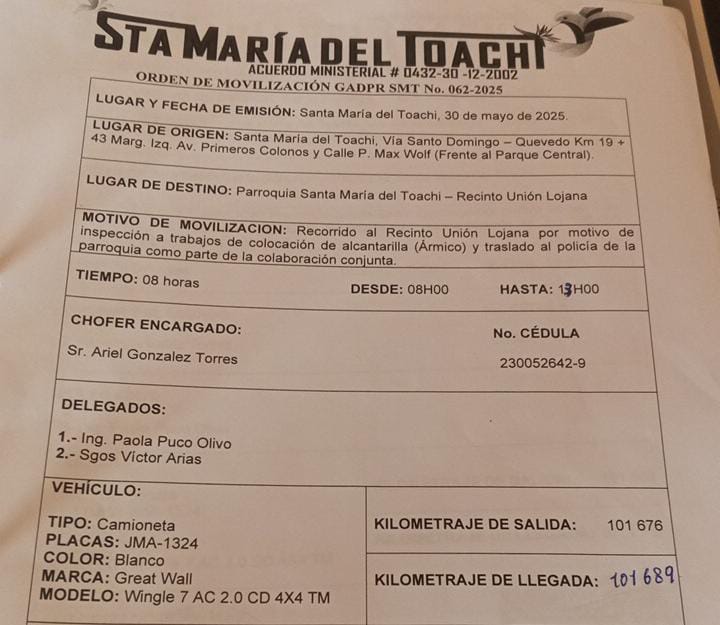 STA MARÍA DEL TOACHI
ACUERDO MINISTERIAL # 0432-30 -12-2002
ORDEN DE MOVILIZACIÓN GADPR SMT No. 062-2025
LUGAR Y FECHA DE EMISIÓN: Santa María del Toachi, 30 de mayo de 2025.
LUGAR DE ORIGEN: Santa María del Toachi, Vía Santo Domingo – Quevedo Km 19 +
43 Marg. Izq. Av. Primeros Colonos y Calle P. Max Wolf (Frente al Parque Central).
LUGAR DE DESTINO: Parroquia Santa María del Toachi – Recinto Unión Lojana
MOTIVO DE MOVILIZACION: Recorrido al Recinto Unión Lojana por motivo de
inspección a trabajos de colocación de alcantarilla (Ármico) y traslado al policía de la
parroquia como parte de la colaboración conjunta.
TIEMPO: 08 horas DESDE: 08H00 HASTA: 13H00
CHOFER ENCARGADO: No. CÉDULA
Sr. Ariel Gonzalez Torres 230052642-9
DELEGADOS:
1.- Ing. Paola Puco Olivo
2.- Sgos Víctor Arias
VEHÍCULO:
TIPO: Camioneta
PLACAS: JMA-1324
COLOR: Blanco
MARCA: Great Wall
MODELO: Wingle 7 AC 2.0 CD 4X4 TM
KILOMETRAJE DE SALIDA: 101 676
KILOMETRAJE DE LLEGADA: 101 689